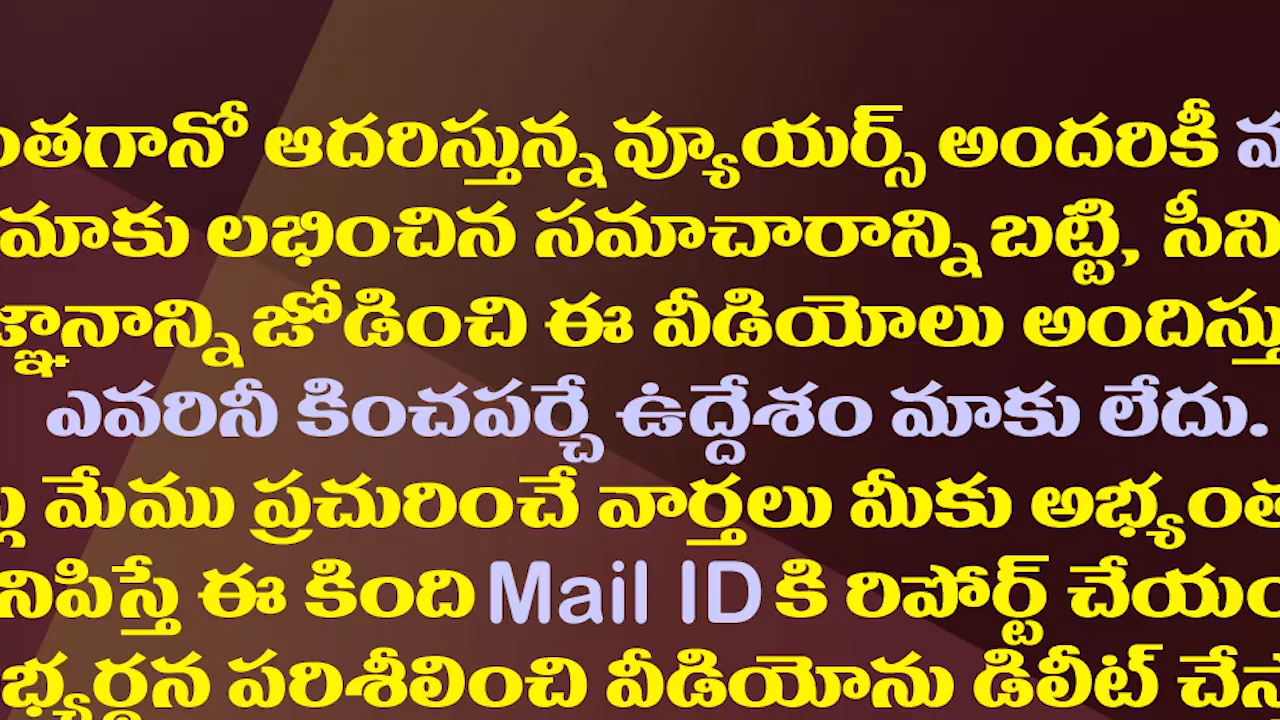 ఆదరిస్తున్న వ్యూయర్స్ అందరికీ
మాకు లభించిన సమాచారాన్ని బట్టి,
జోడించి ఈ వీడియోలు
ఎవరినీ కించపర్చే ఉద్దేశం మాకు లేదు.
మేము ప్రచురించే వార్తలు మీకు
ఈ కింది Mail ID కి రిపోర్ట్
పరిశీలించి వీడియోను డిలీట్